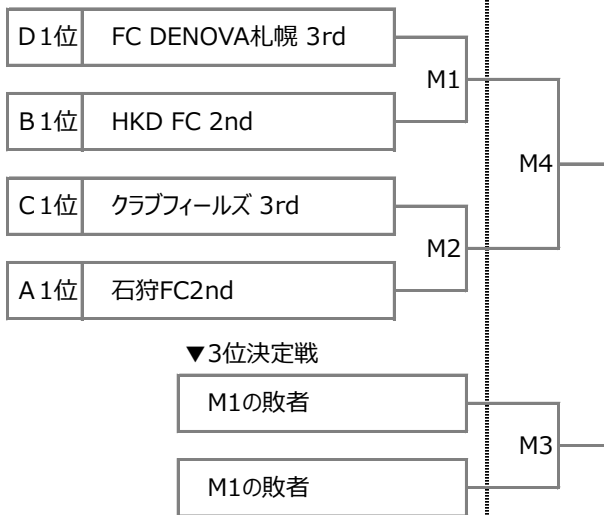 D1位 FC DENOVA札幌 3rd
M1
B1位 HKD FC 2nd
M4
C1位 クラブフィールズ 3rd
M2
A1位 石狩FC2nd
▼3位決定戦
M1の敗者
M3
M1の敗者